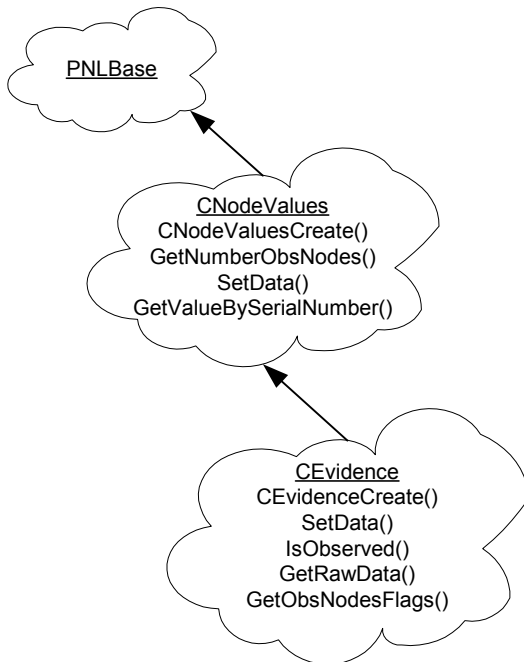 PNLBase
CNodeValues
CNodeValuesCreate()
GetNumberObsNodes()
SetData()
GetValueBySerialNumber()
CEvidence
CEvidenceCreate()
SetData()
IsObserved()
GetRawData()
GetObsNodesFlags()